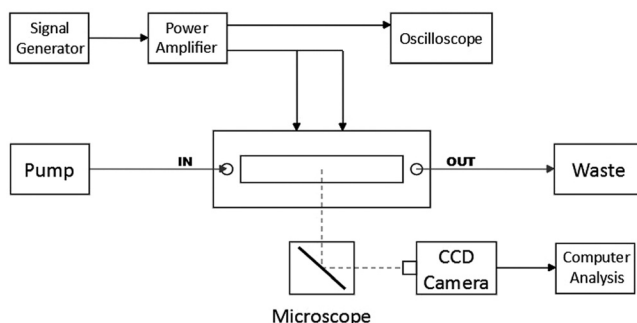 Signal
Generator
Power
Amplifier
Oscilloscope
Pump
IN
OUT
Waste
CCD
Camera
Computer
Analysis
Microscope